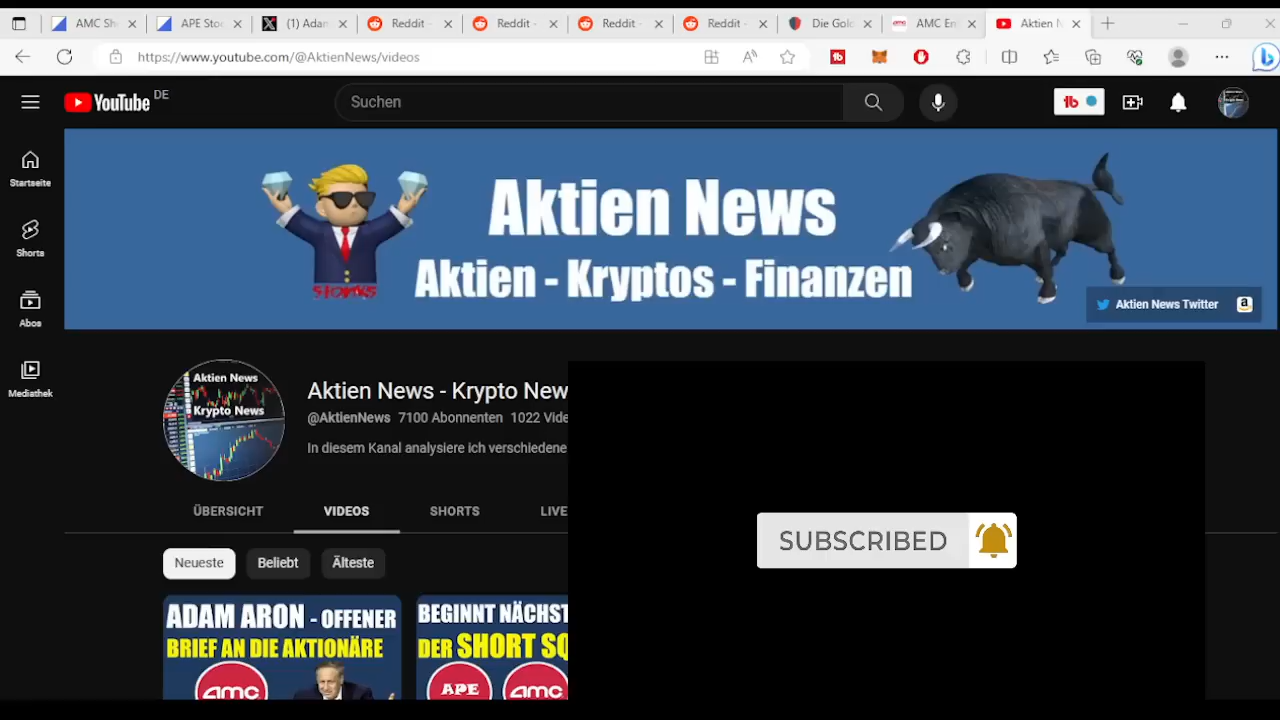 AMC Sh
APE Sto
(1) Adam
Reddit -
Reddit -
Reddit -
Reddit -
Die Gol
AMC En
Aktien N
https://www.youtube.com/@AktienNews/videos
YouTube DE
Suchen
Startseite
Shorts
Abos
Mediathek
Aktien News
Aktien - Kryptos - Finanzen
STONKS
Aktien News Twitter
Aktien News
Krypto News
Aktien News - Krypto New
@AktienNews 7100 Abonnenten 1022 Vide
In diesem Kanal analysiere ich verschiedene
ÜBERSICHT
VIDEOS
SHORTS
LIVE
SUBSCRIBED
Neueste
Beliebt
Älteste
ADAM ARON - OFFENER
BRIEF AN DIE AKTIONÄRE
amc
BEGINNT NÄCHST
DER SHORT SQ
APE
amc